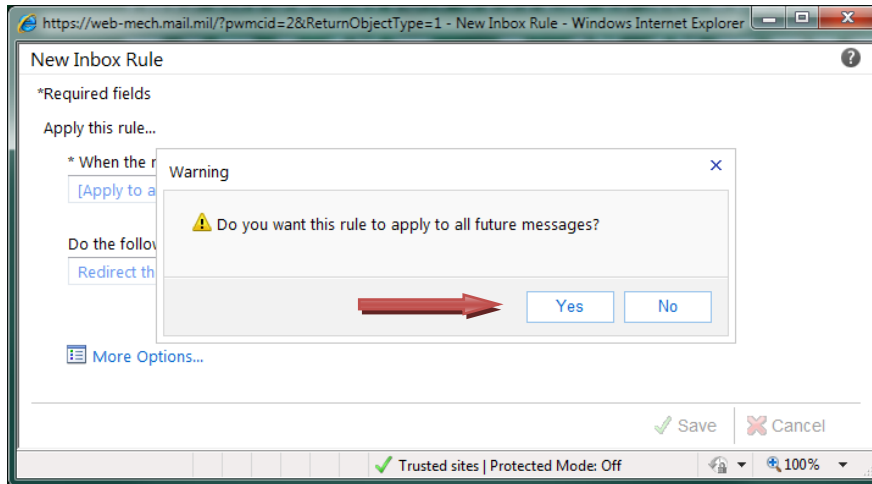 https://web-mech.mail.mil/?pwmcid=2&ReturnObjectType=1 - New Inbox Rule - Windows Internet Explorer
New Inbox Rule
*Required fields
Apply this rule...
* When the r
[Apply to a
Warning
Do you want this rule to apply to all future messages?
Do the follow
Redirect th
Yes No
More Options...
Save Cancel
Trusted sites | Protected Mode: Off 100%